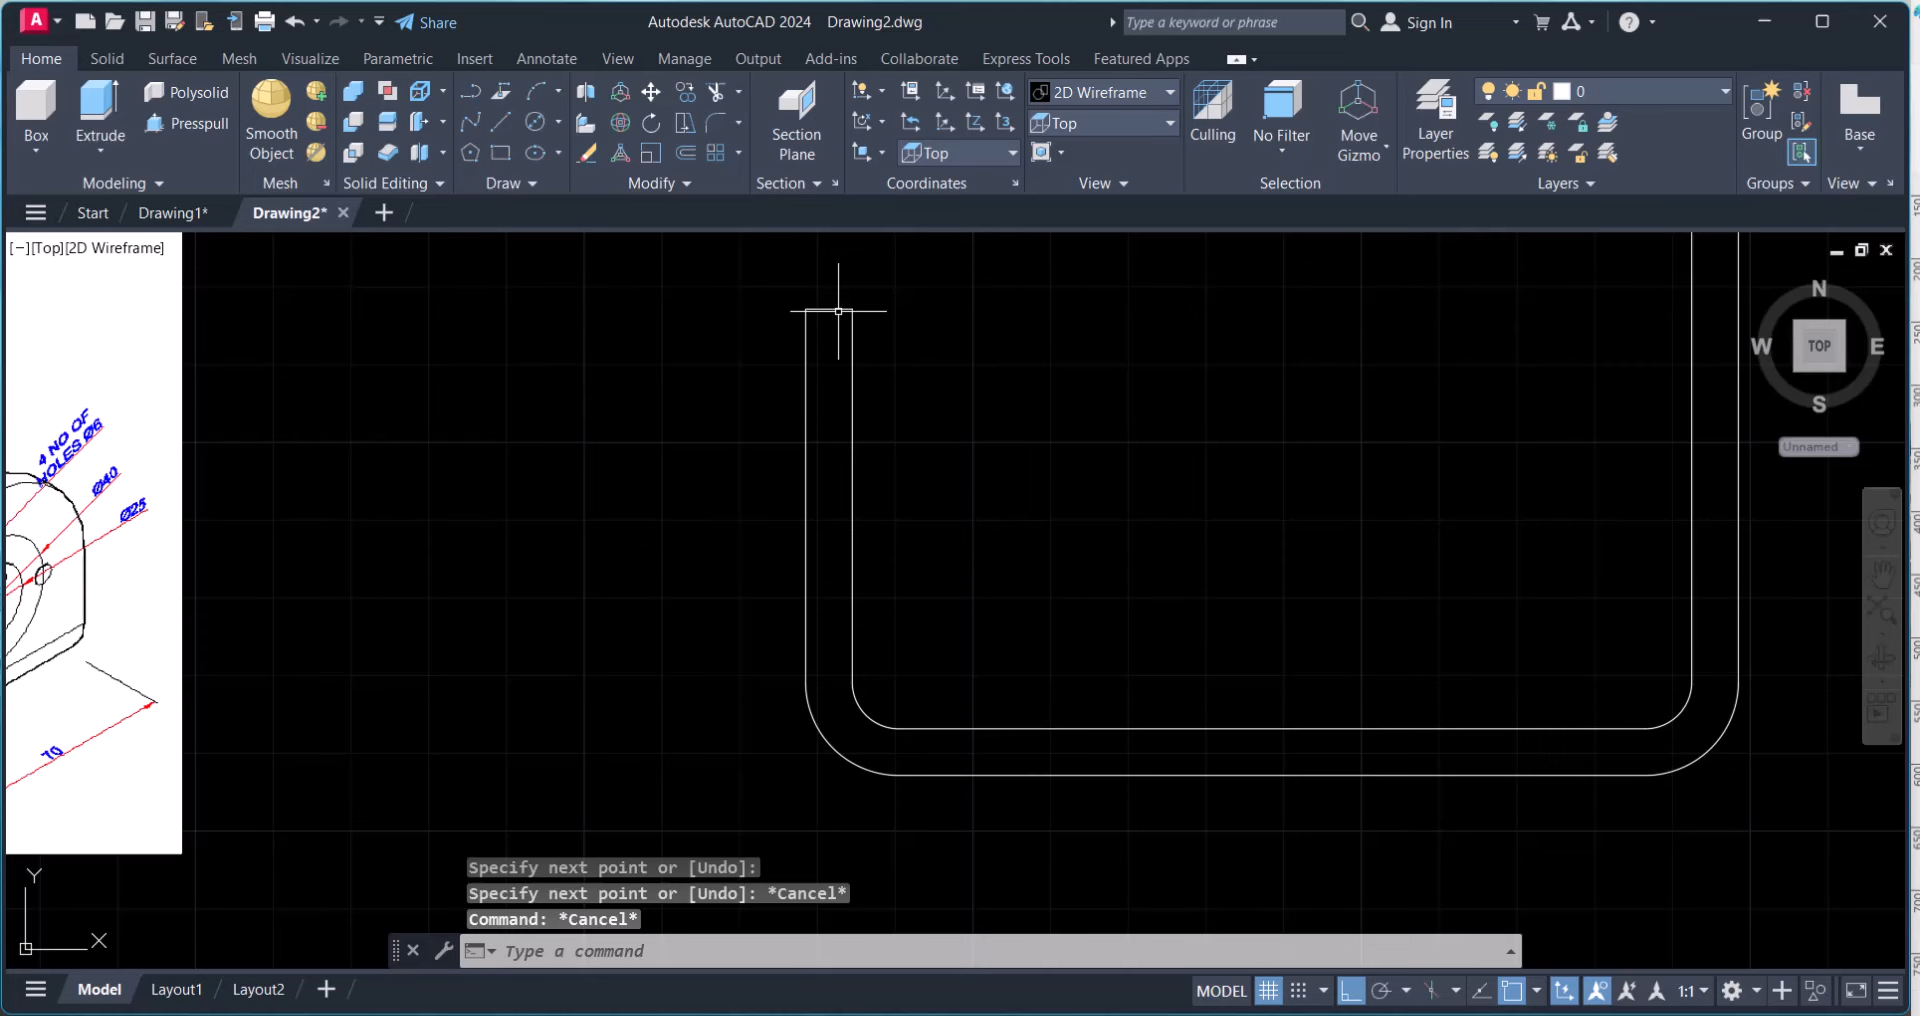 A
Share
Autodesk AutoCAD 2024 Drawing2.dwg
Type a keyword or phrase
Sign In
?
Home Solid Surface Mesh Visualize Parametric Insert Annotate View Manage Output Add-ins Collaborate Express Tools Featured Apps
Box
Extrude
Polysolid
Presspull
Smooth
Object
Section
Plane
Top
2D Wireframe
Top
Culling
No Filter
Move
Gizmo
Layer
Properties
0
Group
Base
Modeling Mesh Solid Editing Draw Modify Section Coordinates View Selection Layers Groups View
Start Drawing1* Drawing2*
[−][Top][2D Wireframe]
N
W TOP E
S
Unnamed
4 NO OF
HOLES Ø6
Ø40
Ø25
70
Specify next point or [Undo]:
Specify next point or [Undo]: *Cancel*
Command: *Cancel*
Type a command
Y
X
Model Layout1 Layout2
MODEL
1:1